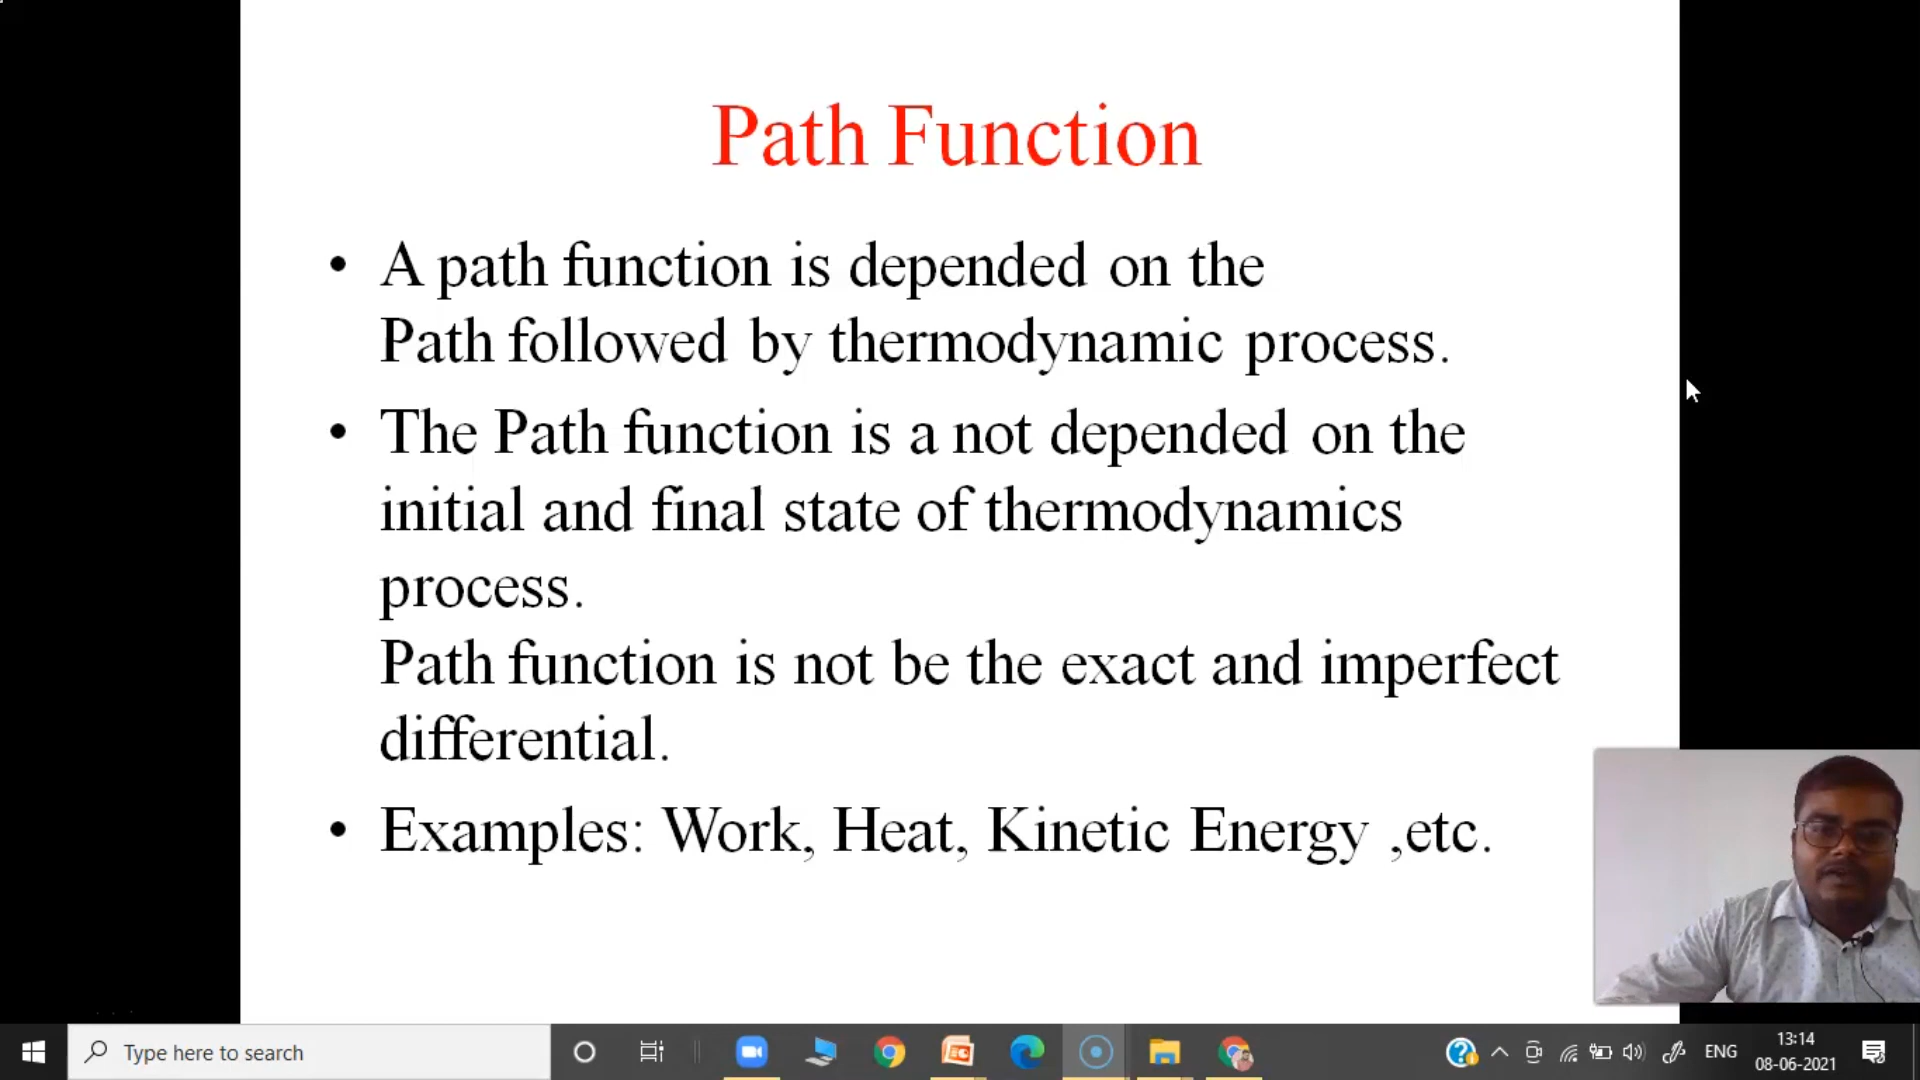 Path Function
• A path function is depended on the
Path followed by thermodynamic process.
• The Path function is a not depended on the
initial and final state of thermodynamics
process.
Path function is not be the exact and imperfect
differential.
• Examples: Work, Heat, Kinetic Energy ,etc.
Type here to search
ENG
13:14
08-06-2021